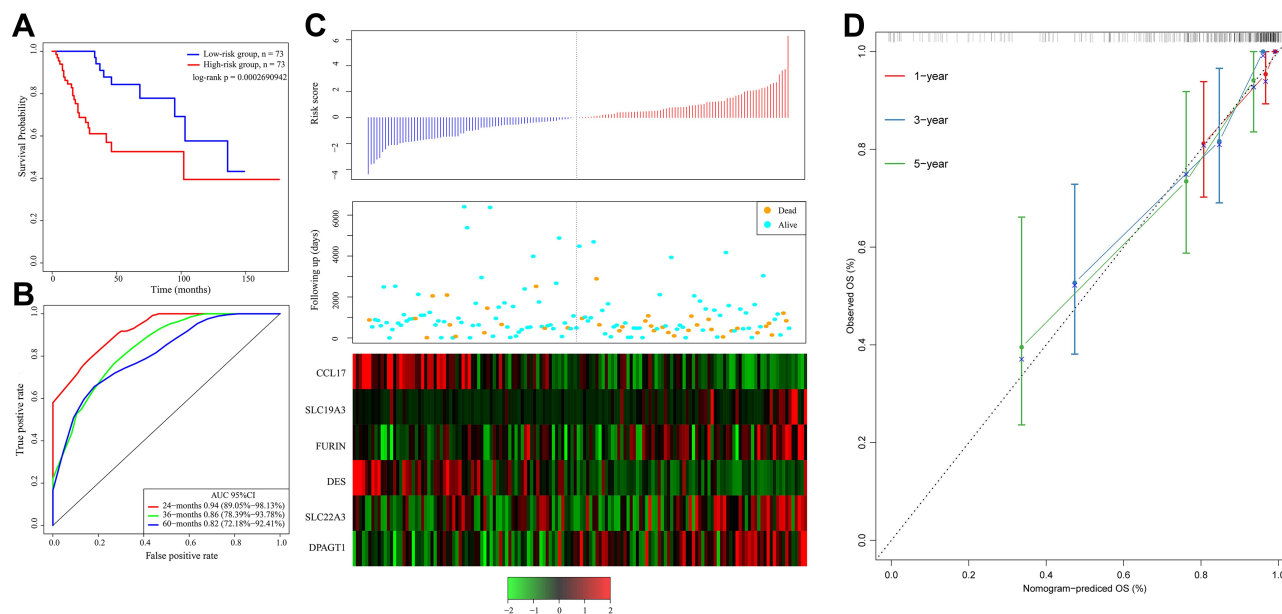 A
Low-risk group, n = 73
High-risk group, n = 73
log-rank p = 0.0002690942
Survival Probability
0.0 0.2 0.4 0.6 0.8 1.0
0 50 100 150
Time (months)
B
True positive rate
0.0 0.2 0.4 0.6 0.8 1.0
AUC 95%CI
24-months 0.94 (89.05%-98.13%)
36-months 0.86 (78.39%-93.78%)
60-months 0.82 (72.18%-92.41%)
0.0 0.2 0.4 0.6 0.8 1.0
False positive rate
C
Risk score
-4 -2 0 2 4 6
Following up (days)
0 1000 2000 4000 6000
Dead
Alive
CCL17
SLC19A3
FURIN
DES
SLC22A3
DPAGT1
-2 -1 0 1 2
D
1-year
3-year
5-year
Observed OS (%)
0.0 0.2 0.4 0.6 0.8 1.0
0.0 0.2 0.4 0.6 0.8 1.0
Nomogram-prediced OS (%)